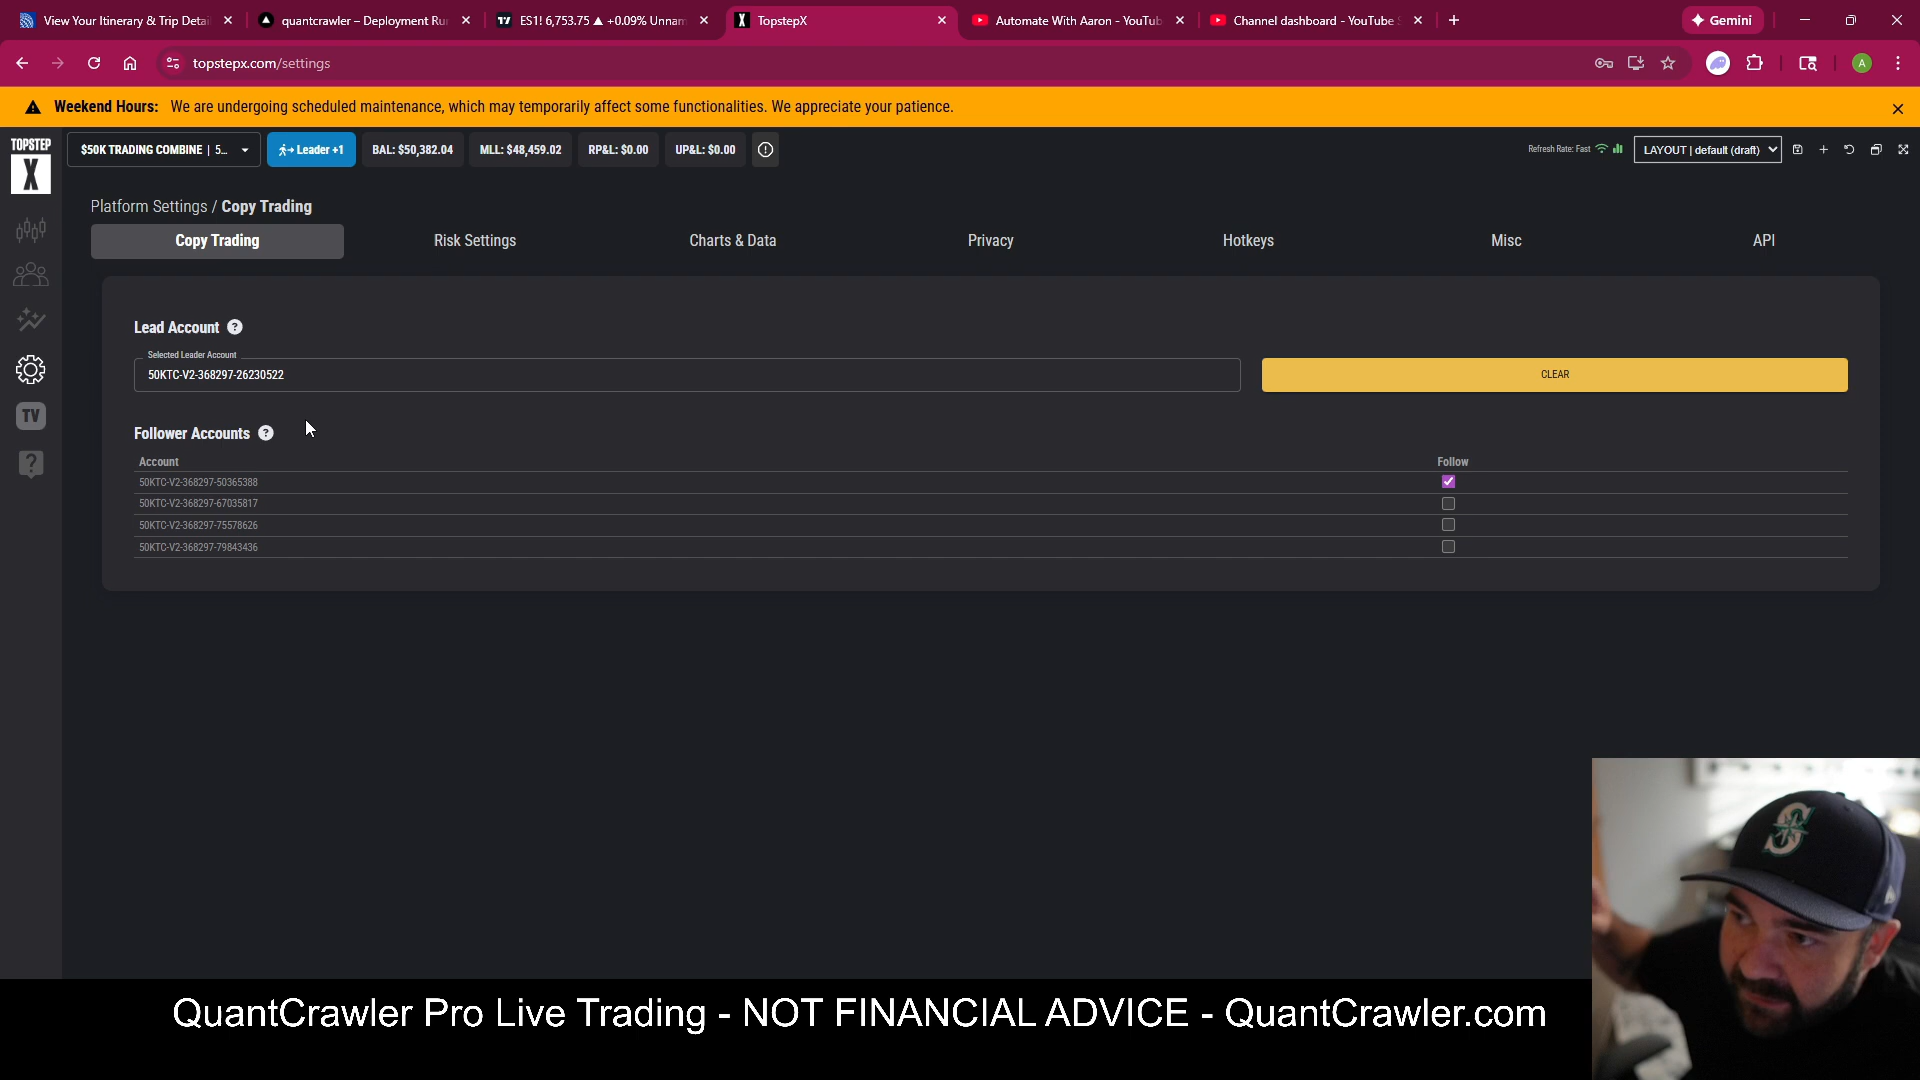 View Your Itinerary & Trip Detai
quantcrawler – Deployment Ru
ES1! 6,753.75 ▲ +0.09% Unnam
TopstepX
Automate With Aaron - YouTub
Channel dashboard - YouTube S
Gemini
topstepx.com/settings
A
Weekend Hours: We are undergoing scheduled maintenance, which may temporarily affect some functionalities. We appreciate your patience.
TOPSTEP
X
$50K TRADING COMBINE | 5...
Leader +1
BAL: $50,382.04
MLL: $48,459.02
RP&L: $0.00
UP&L: $0.00
Refresh Rate: Fast
LAYOUT | default (draft)
Platform Settings / Copy Trading
Copy Trading
Risk Settings
Charts & Data
Privacy
Hotkeys
Misc
API
TV
Lead Account ?
Selected Leader Account
50KTC-V2-368297-26230522
CLEAR
Follower Accounts ?
Account
Follow
50KTC-V2-368297-50365388
50KTC-V2-368297-67035817
50KTC-V2-368297-75578626
50KTC-V2-368297-79843436
S
QuantCrawler Pro Live Trading - NOT FINANCIAL ADVICE - QuantCrawler.com